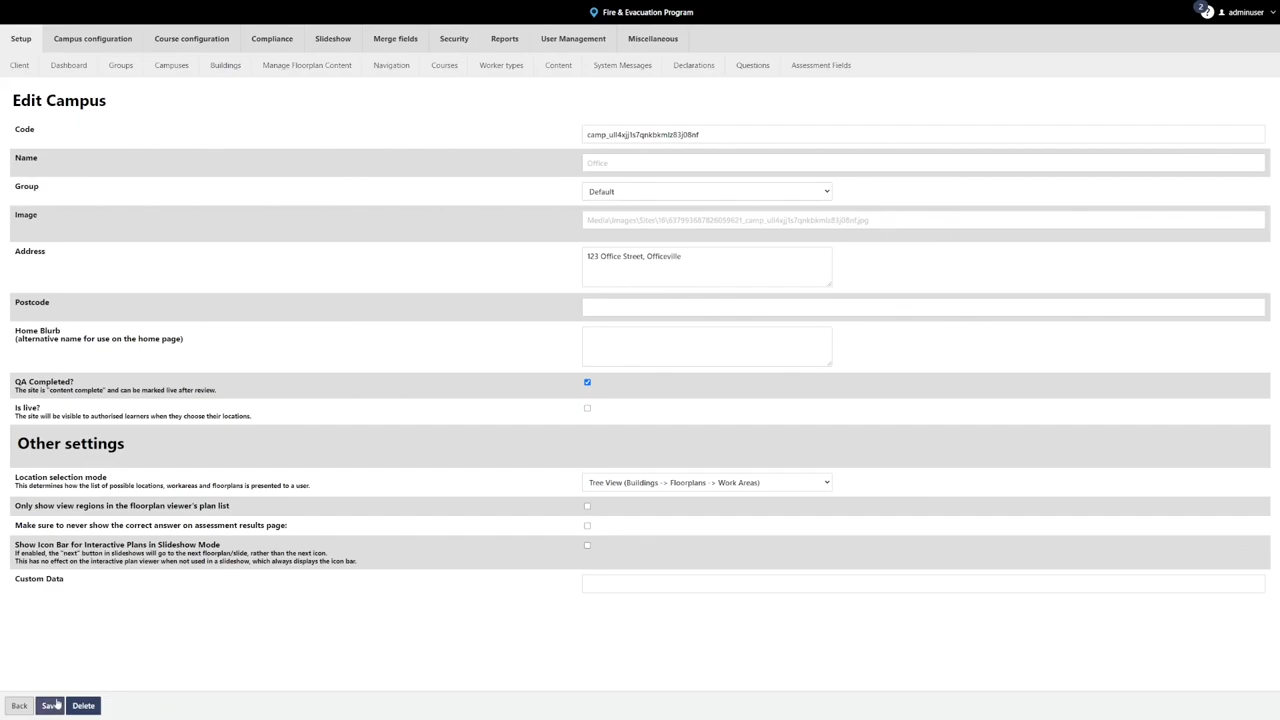 Fire & Evacuation Program
2
?
adminuser
Setup
Campus configuration
Course configuration
Compliance
Slideshow
Merge fields
Security
Reports
User Management
Miscellaneous
Client
Dashboard
Groups
Campuses
Buildings
Manage Floorplan Content
Navigation
Courses
Worker types
Content
System Messages
Declarations
Questions
Assessment Fields
Edit Campus
Code
Name
Office
Group
Default
Image
Address
123 Office Street, Officeville
Postcode
Home Blurb
(alternative name for use on the home page)
QA Completed?
The site is "content complete" and can be marked live after review.
Is live?
The site will be visible to authorised learners when they choose their locations.
Other settings
Location selection mode
This determines how the list of possible locations, workareas and floorplans is presented to a user.
Tree View (Buildings -> Floorplans -> Work Areas)
Only show view regions in the floorplan viewer's plan list
Make sure to never show the correct answer on assessment results page:
Show Icon Bar for Interactive Plans in Slideshow Mode
If enabled, the "next" button in slideshows will go to the next floorplan/slide, rather than the next icon.
This has no effect on the interactive plan viewer when not used in a slideshow, which always displays the icon bar.
Custom Data
Back
Save
Delete